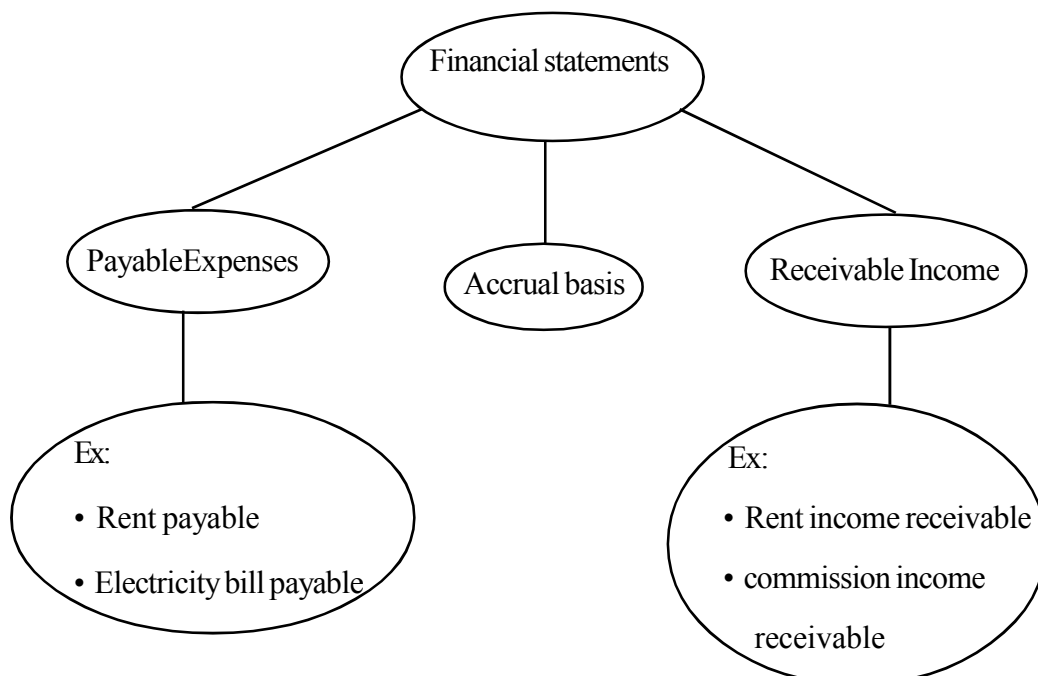 Financial statements
PayableExpenses
Accrual basis
Receivable Income
Ex:
• Rent payable
• Electricity bill payable
Ex:
• Rent income receivable
• commission income
receivable